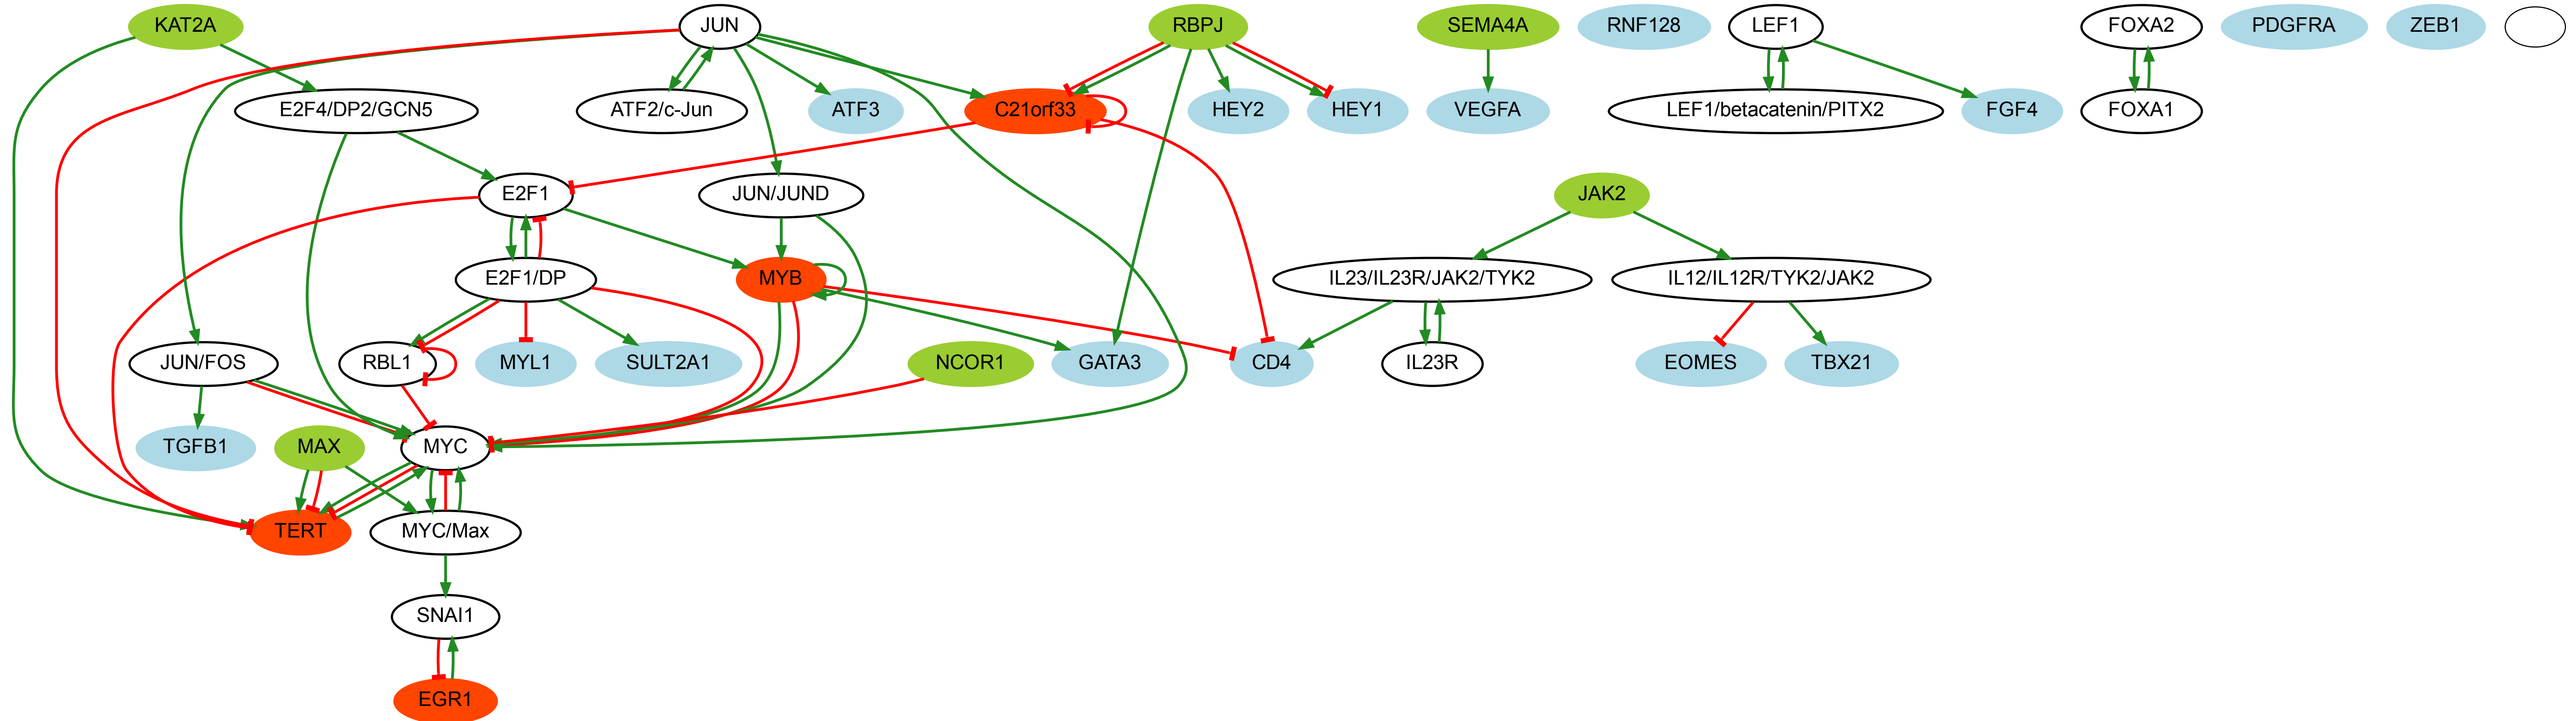 KAT2A
JUN
RBPJ
SEMA4A
RNF128
LEF1
FOXA2
PDGFRA
ZEB1
E2F4/DP2/GCN5
ATF2/c-Jun
ATF3
C21orf33
HEY2
HEY1
VEGFA
LEF1/betacatenin/PITX2
FGF4
FOXA1
E2F1
JUN/JUND
JAK2
E2F1/DP
MYB
IL23/IL23R/JAK2/TYK2
IL12/IL12R/TYK2/JAK2
JUN/FOS
RBL1
MYL1
SULT2A1
NCOR1
GATA3
CD4
IL23R
EOMES
TBX21
TGFB1
MAX
MYC
TERT
MYC/Max
SNAI1
EGR1